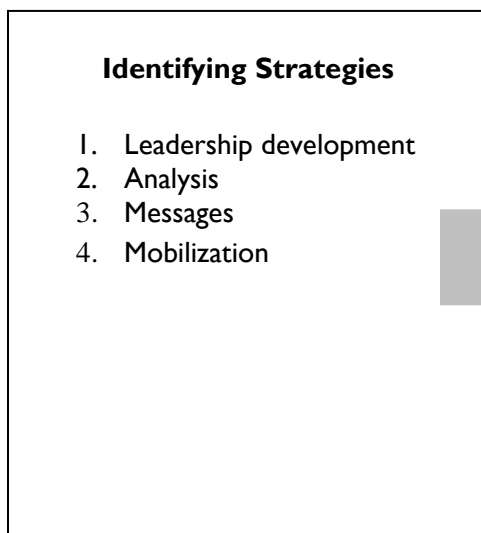 Identifying Strategies
1. Leadership development
2. Analysis
3. Messages
4. Mobilization